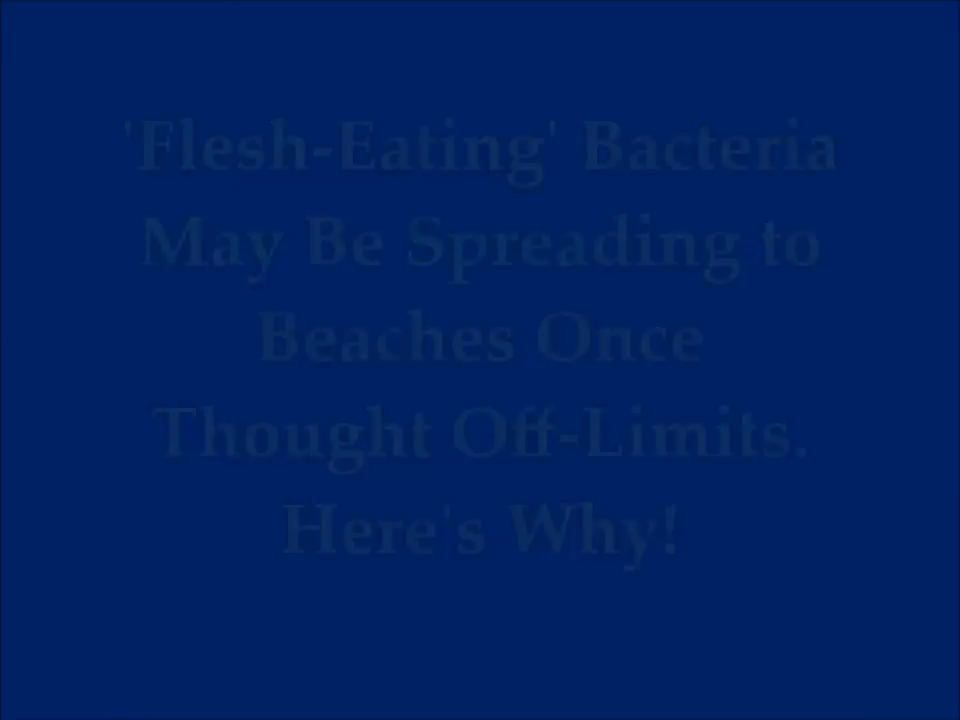 'Flesh-Eating' Bacteria
May Be Spreading to
Beaches Once
Thought Off-Limits.
Here's Why!